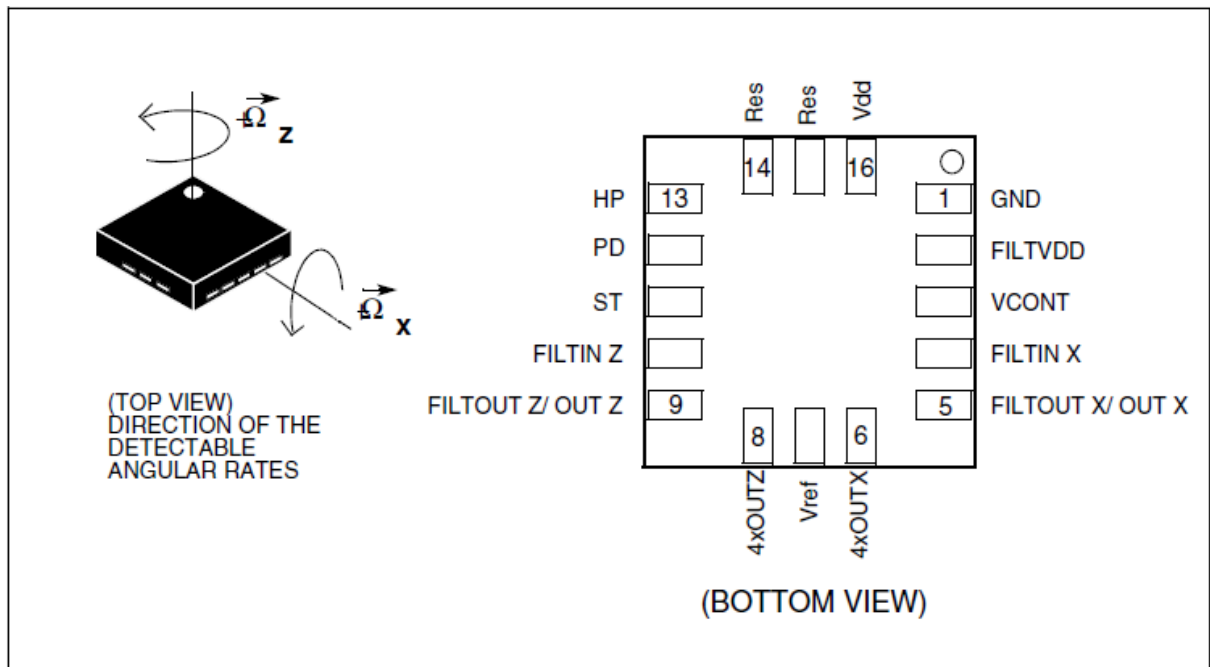 +Ω Z
+Ω X
(TOP VIEW)
DIRECTION OF THE
DETECTABLE
ANGULAR RATES
Res
Res
Vdd
14
16
HP
13
1
GND
PD
FILTVDD
ST
VCONT
FILTIN Z
FILTIN X
FILTOUT Z/ OUT Z
9
5
FILTOUT X/ OUT X
8
6
4xOUTZ
Vref
4xOUTX
(BOTTOM VIEW)